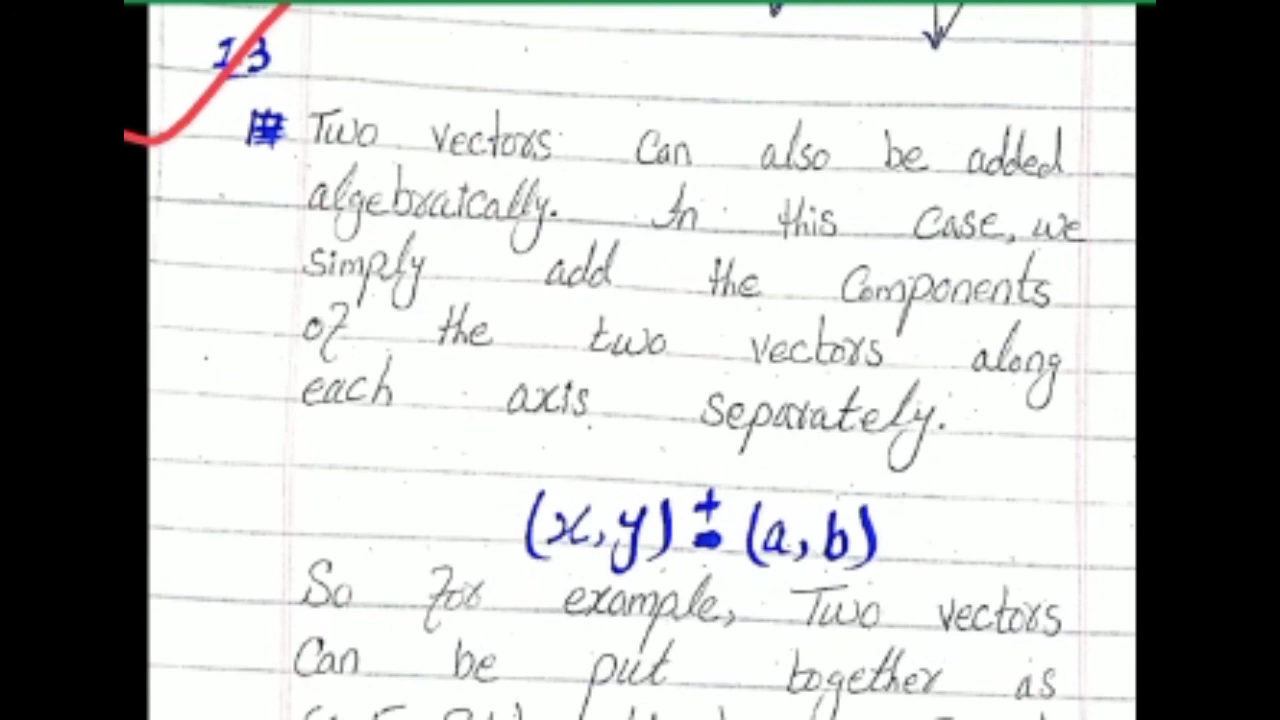 13
Two vectors can also be added
algebraically. In this case, we
simply add the Components
of the two vectors along
each axis separately.
(x, y) ± (a, b)
So for example, Two vectors
Can be put together as